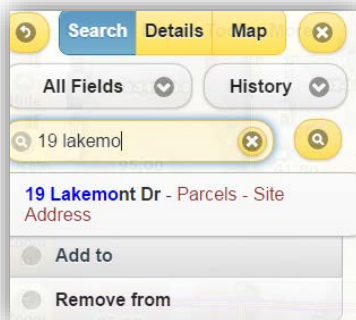 Search Details Map
All Fields History
19 lakemo
19 Lakemont Dr - Parcels - Site
Address
Add to
Remove from